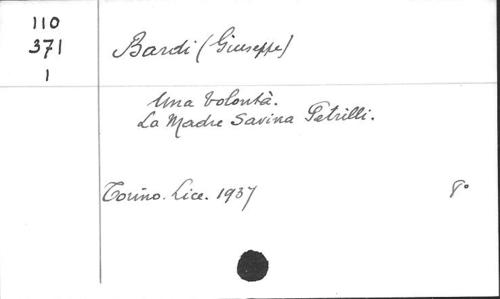 110
371
1
Bardi (Giuseppe)
Una volontà.
La Madre Savina Petrilli.
Torino. Lice. 1937
8°